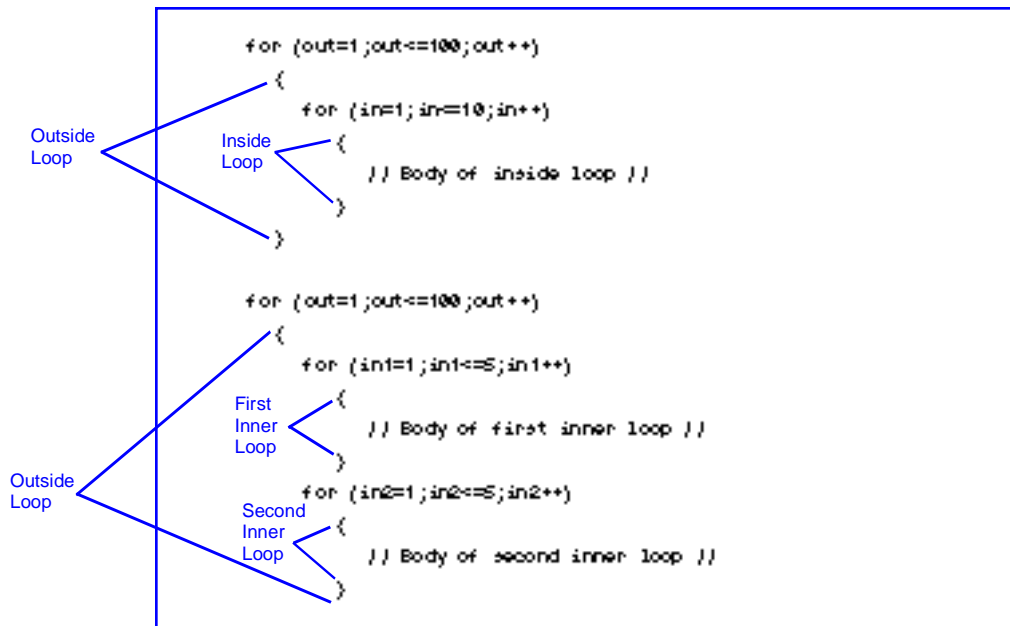 for (out=1;out<=100;out++)
{
for (in=1;in<=10;in++)
Outside
Loop
Inside
Loop
{
// Body of inside loop //
}
}
for (out=1;out<=100;out++)
{
for (in1=1;in1<=5;in1++)
First
Inner
Loop
{
// Body of first inner loop //
}
Outside
Loop
for (in2=1;in2<=5;in2++)
Second
Inner
Loop
{
// Body of second inner loop //
}